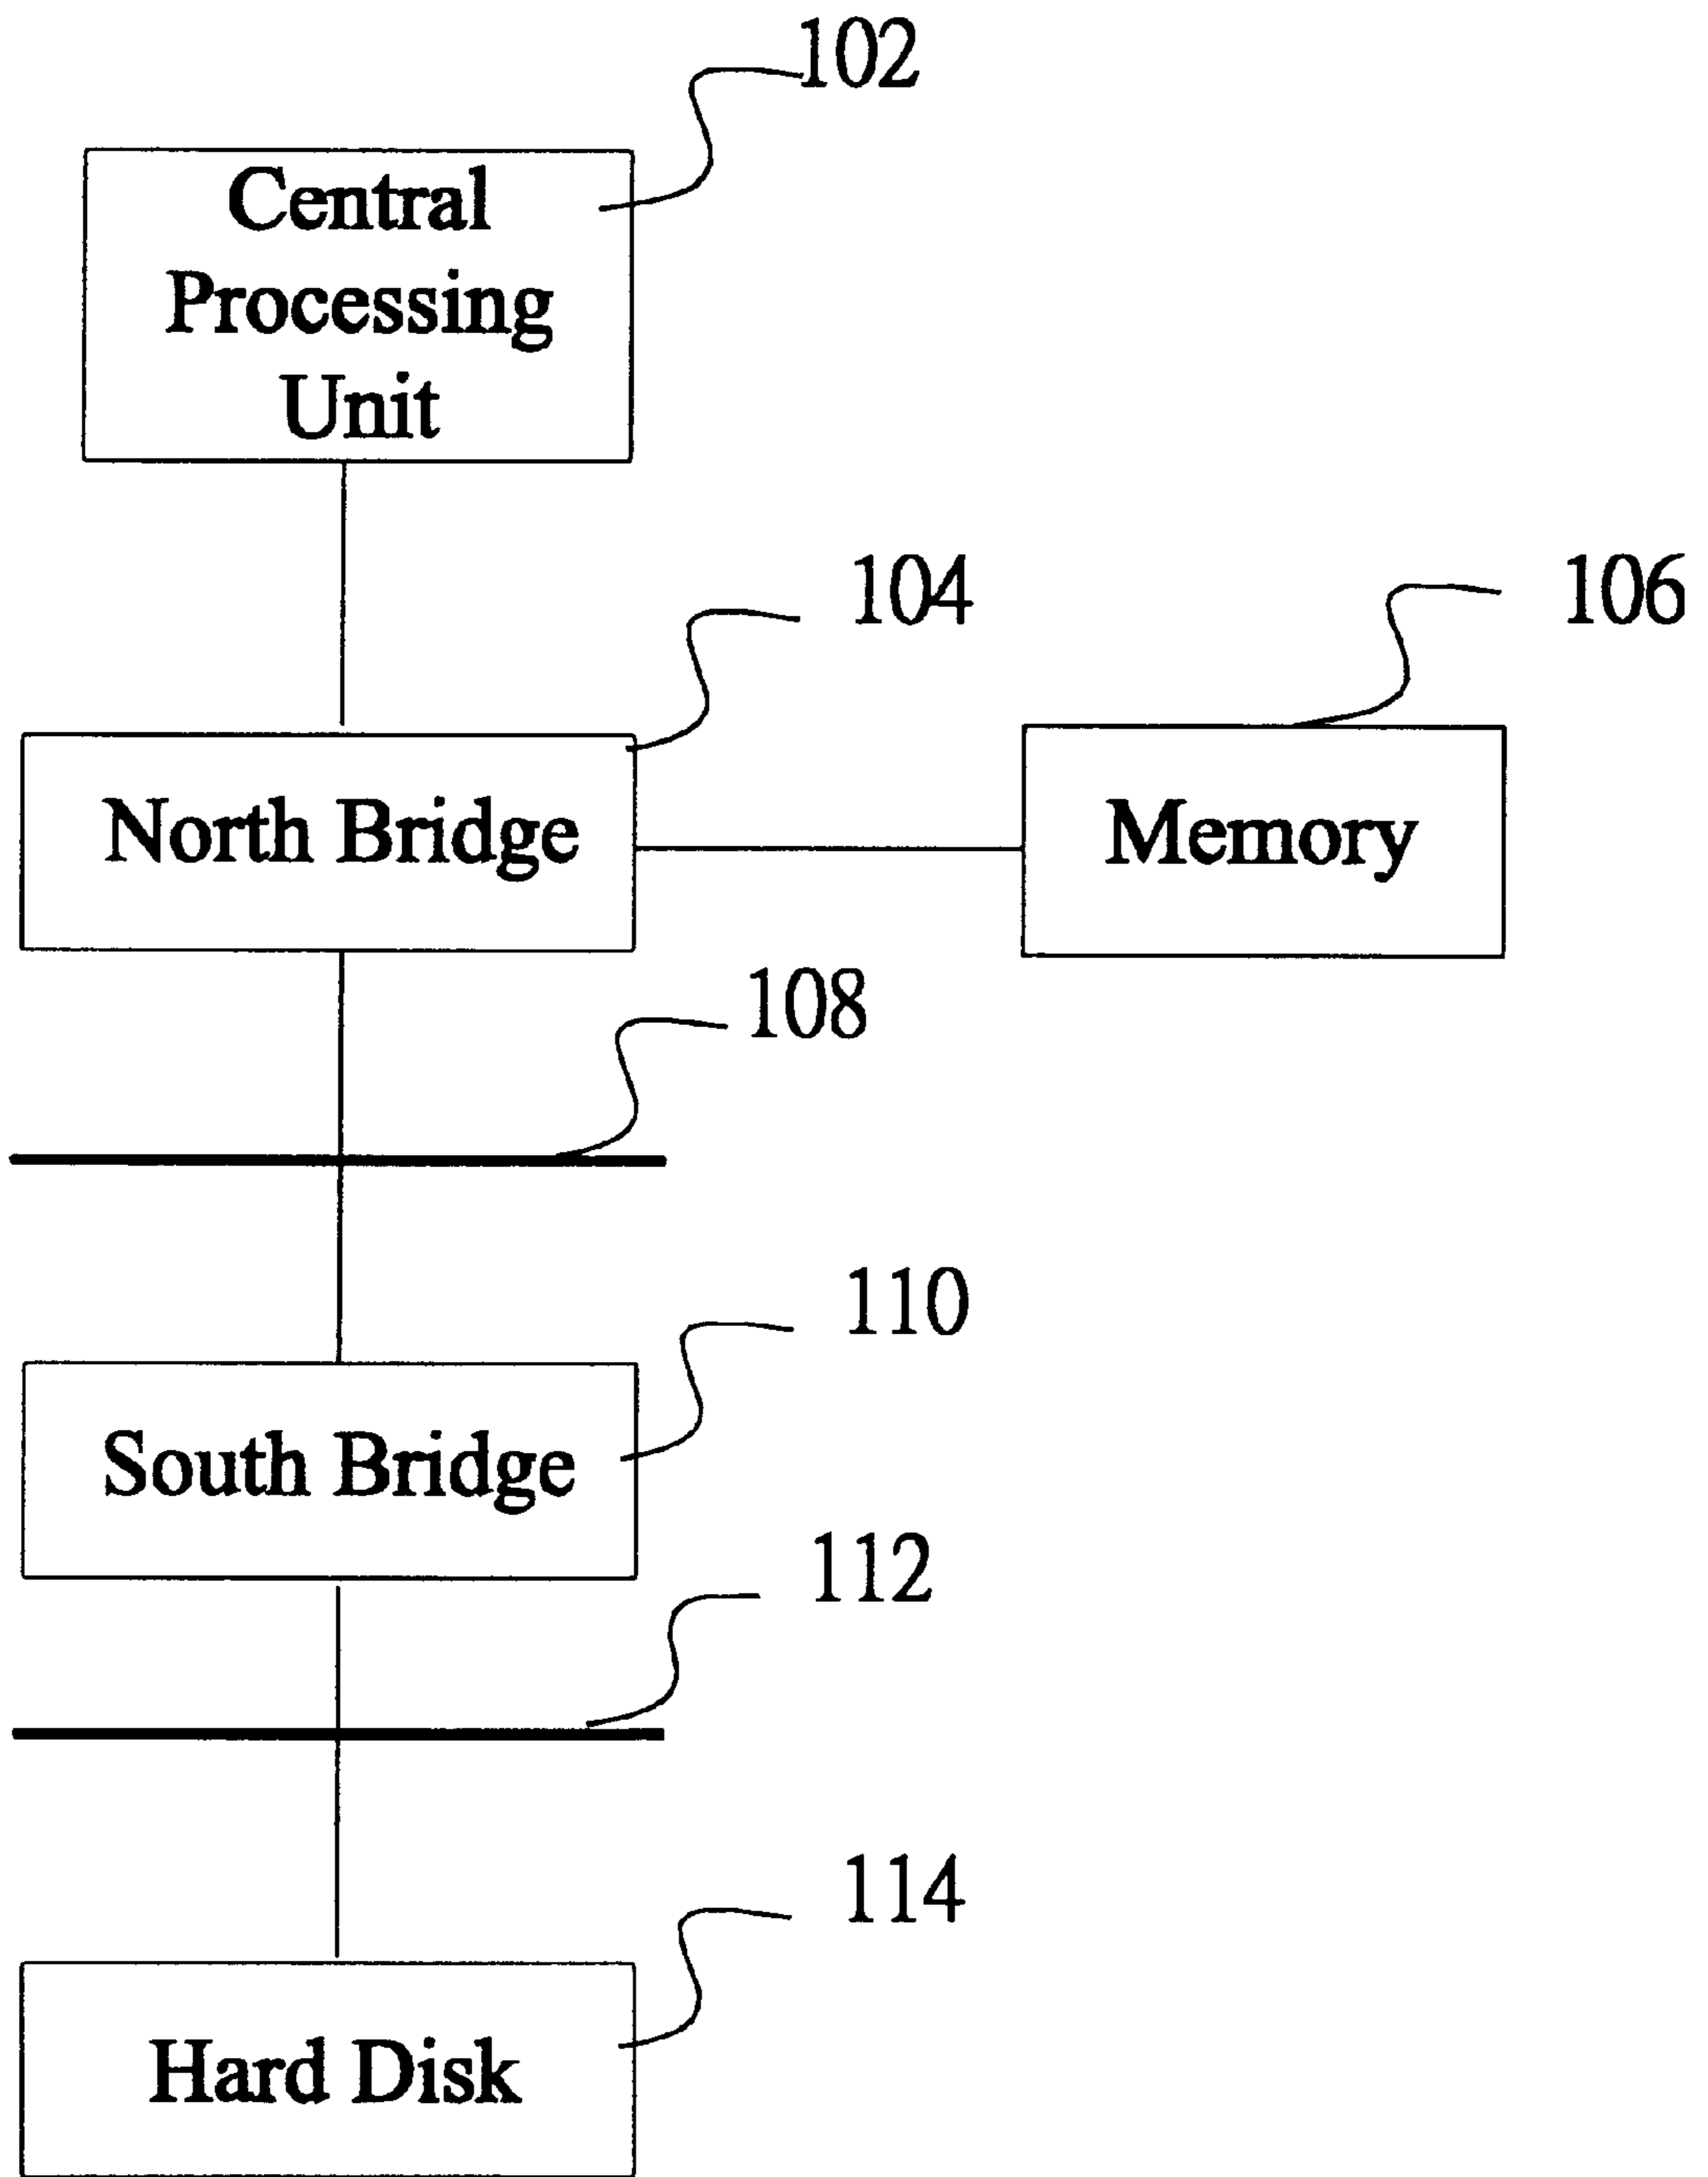 102
Central
Processing
Unit
104
106
North Bridge
Memory
108
110
South Bridge
112
114
Hard Disk